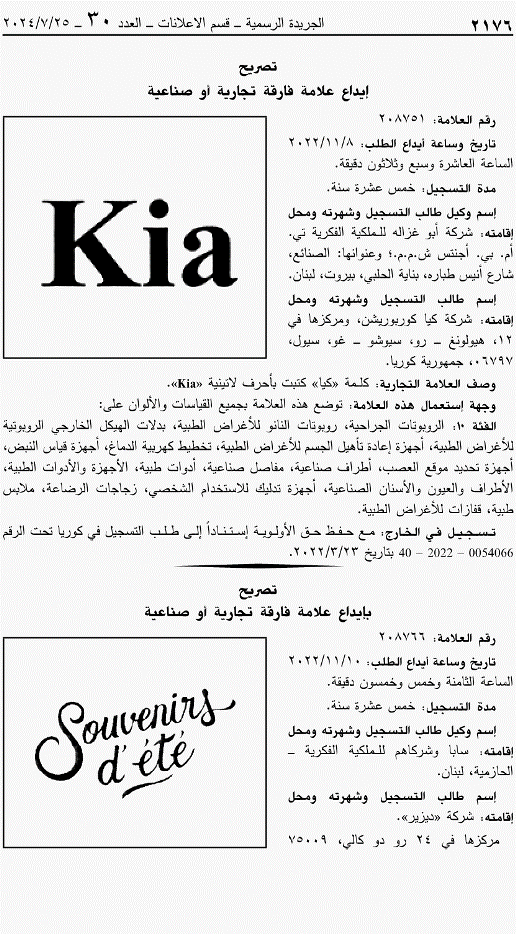 ٢١٧٦
الجريدة الرسمية ــ قسم الاعلانات ــ العدد ٣٠ ــ ٢٠٢٤/٧/٢٥
تصريح
إيداع علامة فارقة تجارية أو صناعية
رقم العلامة: ٢٠٨٧٥١
تاريخ وساعة أيداع الطلب: ٢٠٢٢/١١/٨
الساعة العاشرة وسبع وثلاثون دقيقة.
مدة التسجيل: خمس عشرة سنة.
إسم وكيل طالب التسجيل وشهرته ومحل
إقامته: شركة أبو غزاله للملكية الفكرية تي.
أم. بي. أجنتس ش.م.م.؛ وعنوانها: الصنائع،
شارع أنيس طباره، بناية الحلبي، بيروت، لبنان.
إسم طالب التسجيل وشهرته ومحل
إقامته: شركة كيا كوربوريشن، ومركزها في
١٢، هيولونغ ــ رو، سيوشو ــ غو، سيول،
٠٦٧٩٧، جمهورية كوريا.
Kia
وصف العلامة التجارية: كلمة «كيا» كتبت بأحرف لاتينية «Kia».
وجهة إستعمال هذه العلامة: توضع هذه العلامة بجميع القياسات والألوان على:
الفئة ١٠: الروبوتات الجراحية، روبوتات النانو للأغراض الطبية، بدلات الهيكل الخارجي الروبوتية
للأغراض الطبية، أجهزة إعادة تأهيل الجسم للأغراض الطبية، تخطيط كهربية الدماغ، أجهزة قياس النبض،
أجهزة تحديد موقع العصب، أطراف صناعية، مفاصل صناعية، أدوات طبية، الأجهزة والأدوات الطبية،
الأطراف والعيون والأسنان الصناعية، أجهزة تدليك للاستخدام الشخصي، زجاجات الرضاعة، ملابس
طبية، قفازات للأغراض الطبية.
تسجيل في الخارج: مع حفظ حق الأولوية إستناداً إلى طلب التسجيل في كوريا تحت الرقم
40 – 2022 – 0054066 بتاريخ ٢٠٢٢/٣/٢٣.
تصريح
بإيداع علامة فارقة تجارية أو صناعية
رقم العلامة: ٢٠٨٧٦٦
تاريخ وساعة أيداع الطلب: ٢٠٢٢/١١/١٠
الساعة الثامنة وخمس وخمسون دقيقة.
مدة التسجيل: خمس عشرة سنة.
إسم وكيل طالب التسجيل وشهرته ومحل
إقامته: سابا وشركاهم للملكية الفكرية ــ
الحازمية، لبنان.
إسم طالب التسجيل وشهرته ومحل
إقامته: شركة «ديزير».
مركزها في ٢٤ رو دو كالي، ٧٥٠٠٩
Souvenirs
d'été